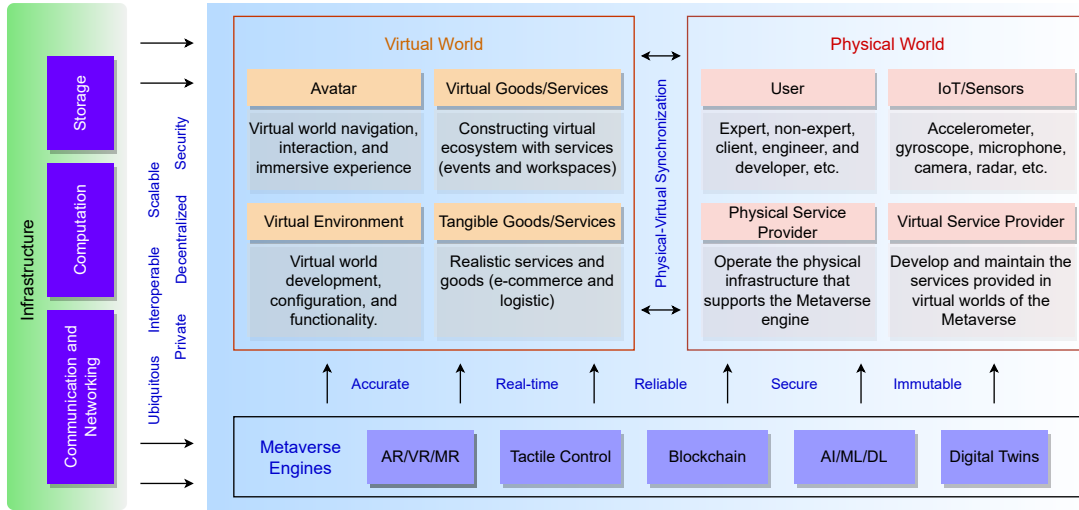 Infrastructure
Storage
Computation
Communication and
Networking
Ubiquitous Interoperable Scalable
Private Decentralized Security
Virtual World
Avatar
Virtual world navigation,
interaction, and
immersive experience
Virtual Goods/Services
Constructing virtual
ecosystem with services
(events and workspaces)
Virtual Environment
Virtual world
development,
configuration, and
functionality.
Tangible Goods/Services
Realistic services and
goods (e-commerce and
logistic)
Physical-Virtual Synchronization
Physical World
User
Expert, non-expert,
client, engineer, and
developer, etc.
IoT/Sensors
Accelerometer,
gyroscope, microphone,
camera, radar, etc.
Physical Service
Provider
Operate the physical
infrastructure that
supports the Metaverse
engine
Virtual Service Provider
Develop and maintain the
services provided in
virtual worlds of the
Metaverse
Accurate Real-time Reliable Secure Immutable
Metaverse
Engines
AR/VR/MR
Tactile Control
Blockchain
AI/ML/DL
Digital Twins